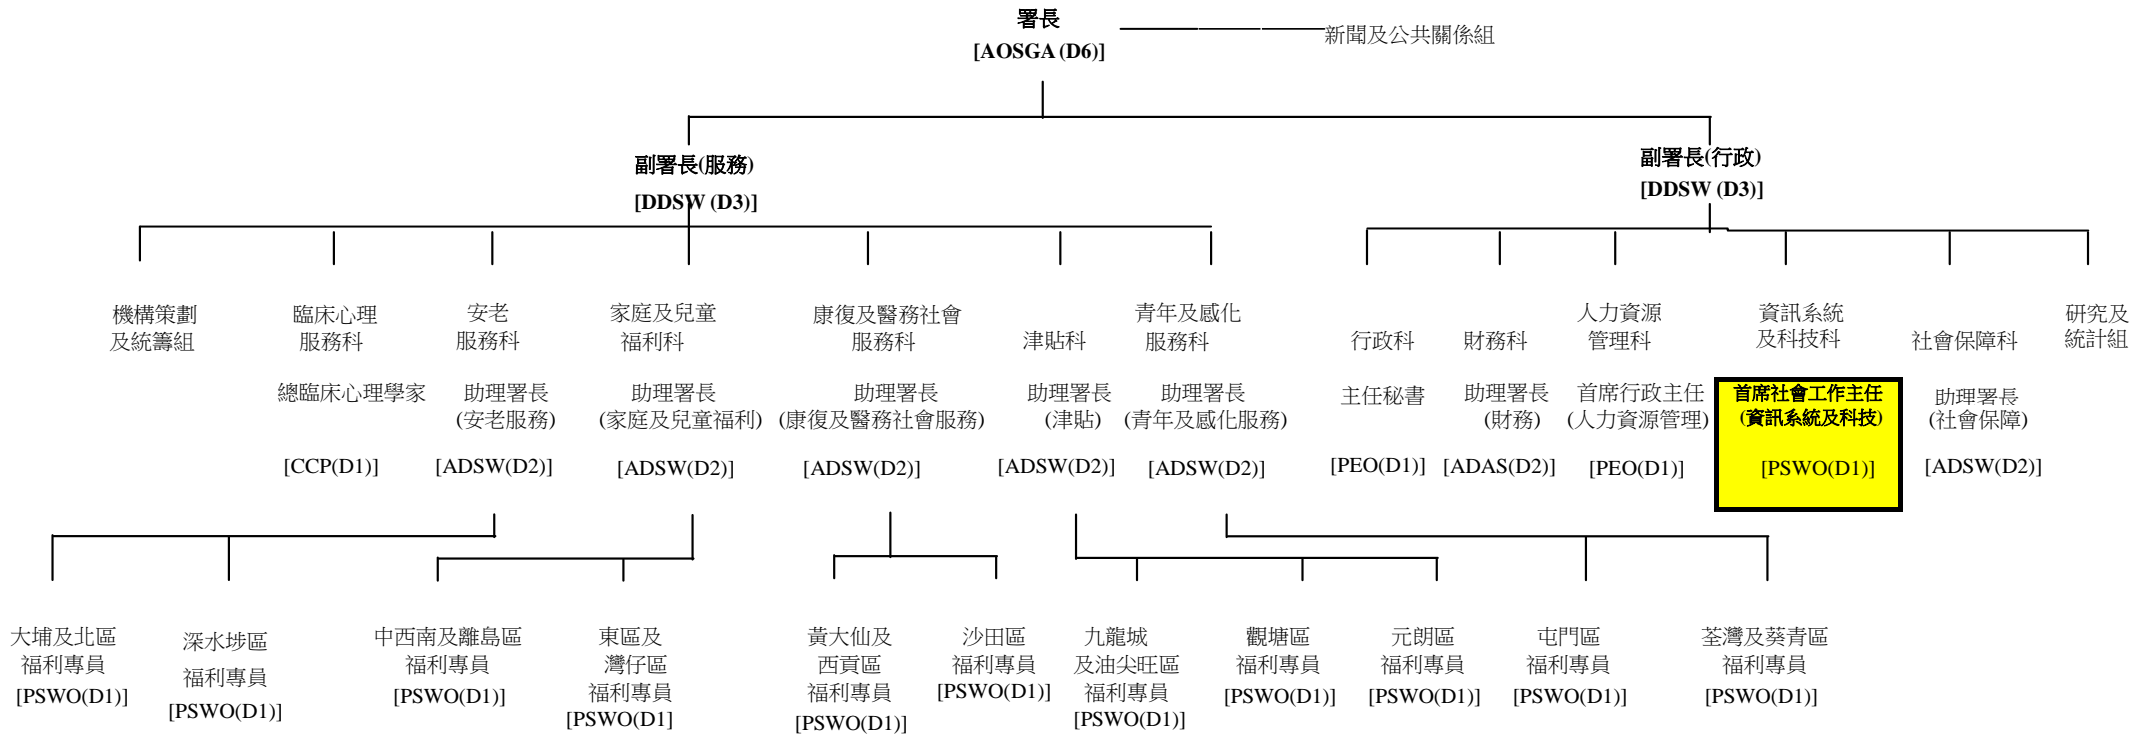 署長
[AOSGA (D6)]
新聞及公共關係組
副署長(服務)
[DDSW (D3)]
副署長(行政)
[DDSW (D3)]
機構策劃
及統籌組
臨床心理
服務科
總臨床心理學家
[CCP(D1)]
安老
服務科
助理署長
(安老服務)
[ADSW(D2)]
家庭及兒童
福利科
助理署長
(家庭及兒童福利)
[ADSW(D2)]
康復及醫務社會
服務科
助理署長
(康復及醫務社會服務)
[ADSW(D2)]
津貼科
助理署長
(津貼)
[ADSW(D2)]
青年及感化
服務科
助理署長
(青年及感化服務)
[ADSW(D2)]
行政科
主任秘書
[PEO(D1)]
財務科
助理署長
(財務)
[ADAS(D2)]
人力資源
管理科
首席行政主任
(人力資源管理)
[PEO(D1)]
資訊系統
及科技科
首席社會工作主任
(資訊系統及科技)
[PSWO(D1)]
社會保障科
助理署長
(社會保障)
[ADSW(D2)]
研究及
統計組
大埔及北區
福利專員
[PSWO(D1)]
深水埗區
福利專員
[PSWO(D1)]
中西南及離島區
福利專員
[PSWO(D1)]
東區及
灣仔區
福利專員
[PSWO(D1]
黃大仙及
西貢區
福利專員
[PSWO(D1)]
沙田區
福利專員
[PSWO(D1)]
九龍城
及油尖旺區
福利專員
[PSWO(D1)]
觀塘區
福利專員
[PSWO(D1)]
元朗區
福利專員
[PSWO(D1)]
屯門區
福利專員
[PSWO(D1)]
荃灣及葵青區
福利專員
[PSWO(D1)]